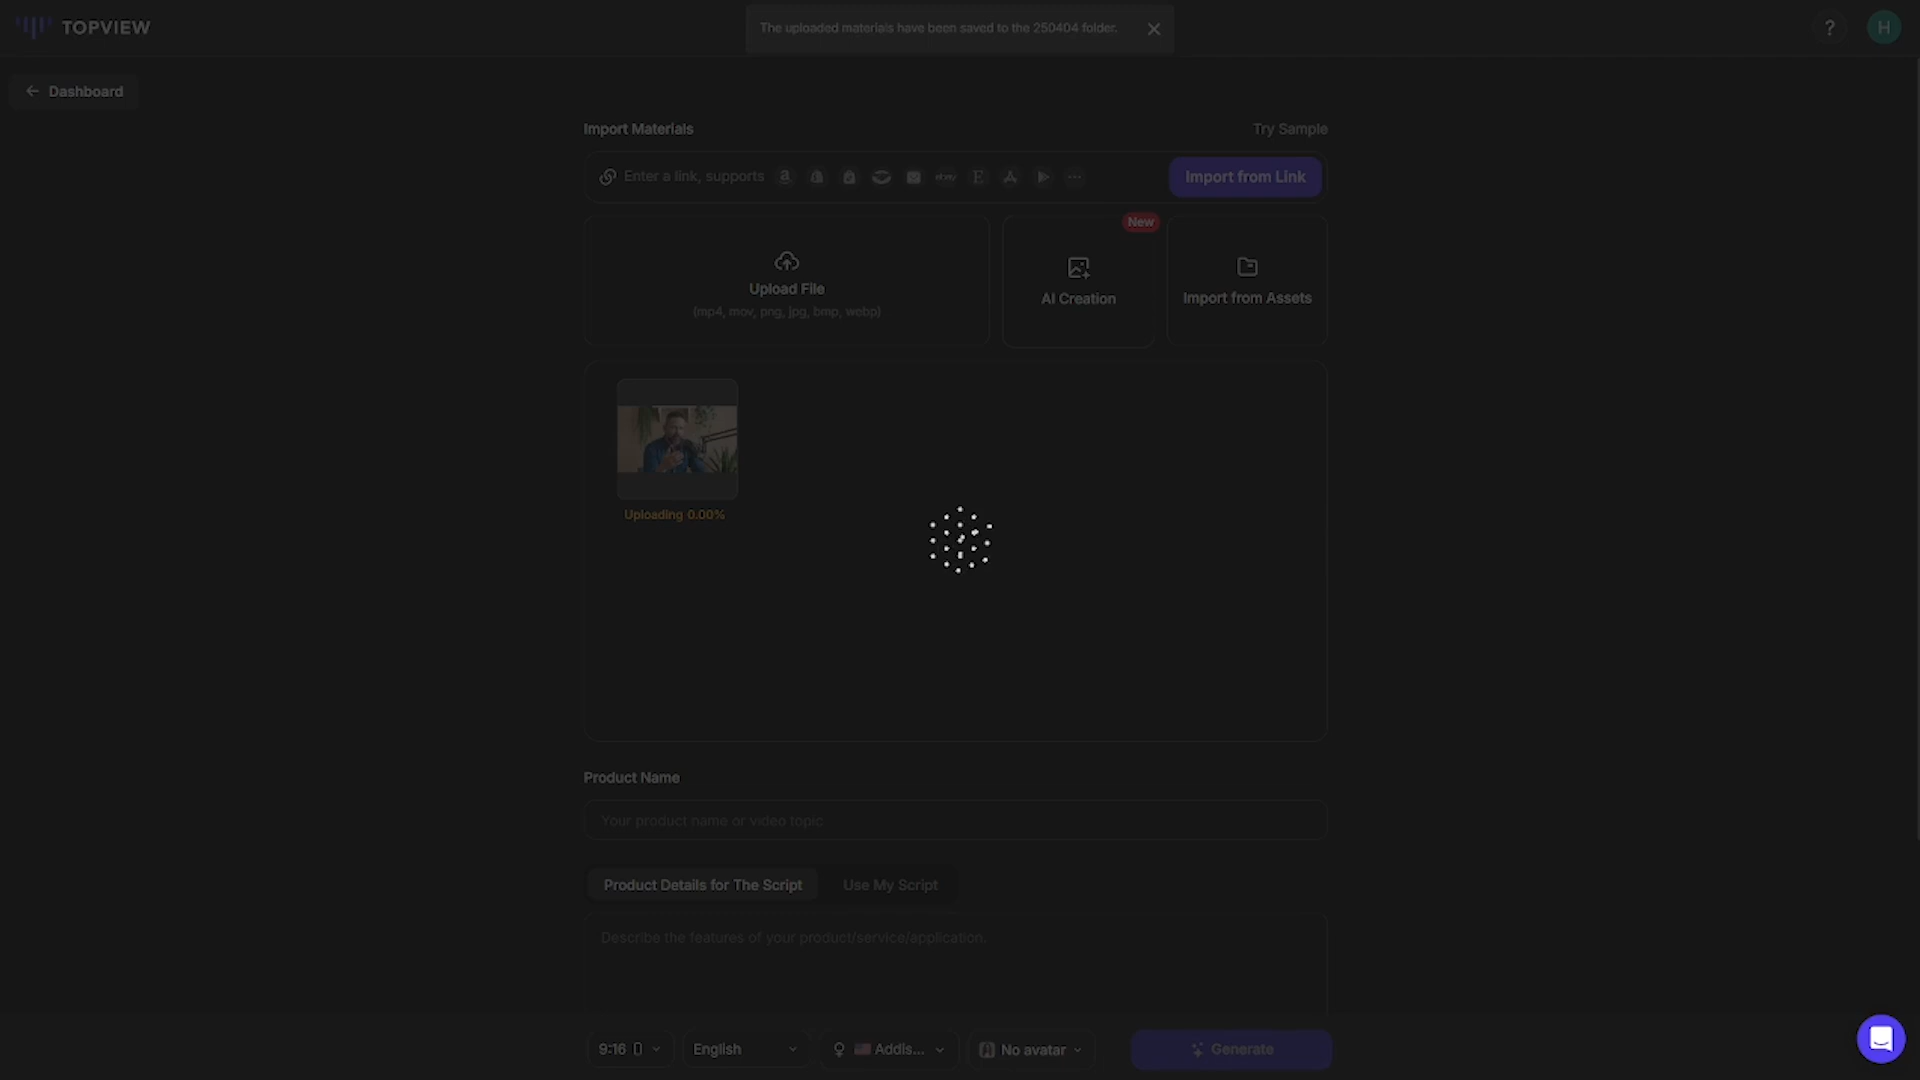 TOPVIEW
The uploaded materials have been saved to the 250404 folder.
?
H
Dashboard
Import Materials
Try Sample
Enter a link, supports
Import from Link
New
Upload File
(mp4, mov, png, jpg, bmp, webp)
AI Creation
Import from Assets
Uploading 0.00%
Product Name
Your product name or video topic
Product Details for The Script
Use My Script
Describe the features of your product/service/application.
9:16
English
Addis...
No avatar
Generate